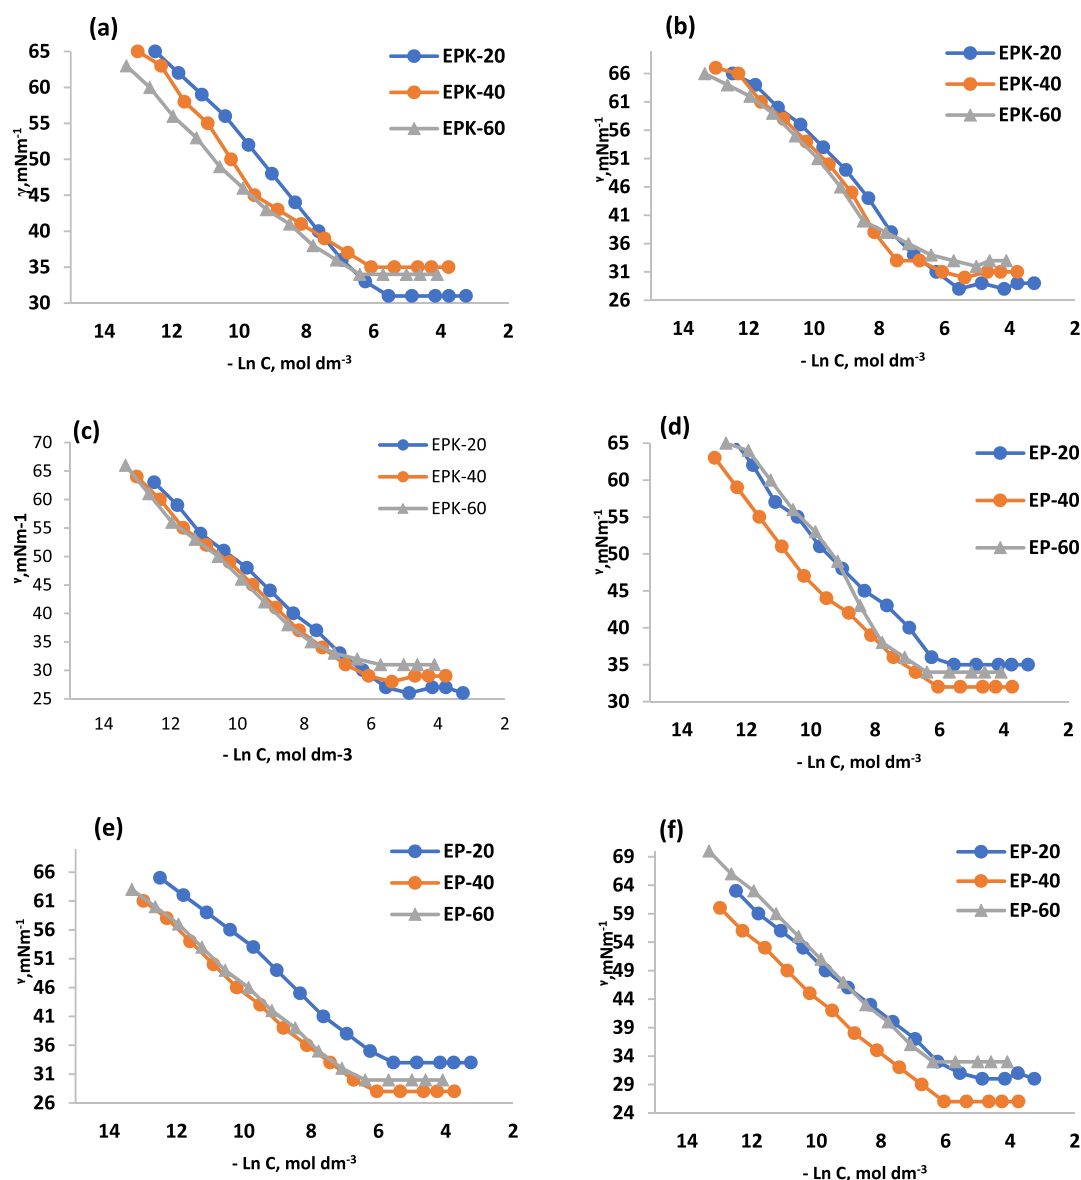 (a)
EPK-20
EPK-40
EPK-60
γ,mNm-1
65
60
55
50
45
40
35
30
14 12 10 8 6 4 2
- Ln C, mol dm-3
(b)
EPK-20
EPK-40
EPK-60
γ,mNm-1
66
61
56
51
46
41
36
31
26
14 12 10 8 6 4 2
- Ln C, mol dm-3
(c)
EPK-20
EPK-40
EPK-60
γ,mNm-1
70
65
60
55
50
45
40
35
30
25
14 12 10 8 6 4 2
- Ln C, mol dm-3
(d)
EP-20
EP-40
EP-60
γ,mNm-1
65
60
55
50
45
40
35
30
14 12 10 8 6 4 2
- Ln C, mol dm-3
(e)
EP-20
EP-40
EP-60
γ,mNm-1
66
61
56
51
46
41
36
31
26
14 12 10 8 6 4 2
- Ln C, mol dm-3
(f)
EP-20
EP-40
EP-60
γ,mNm-1
69
64
59
54
49
44
39
34
29
24
14 12 10 8 6 4 2
- Ln C, mol dm-3